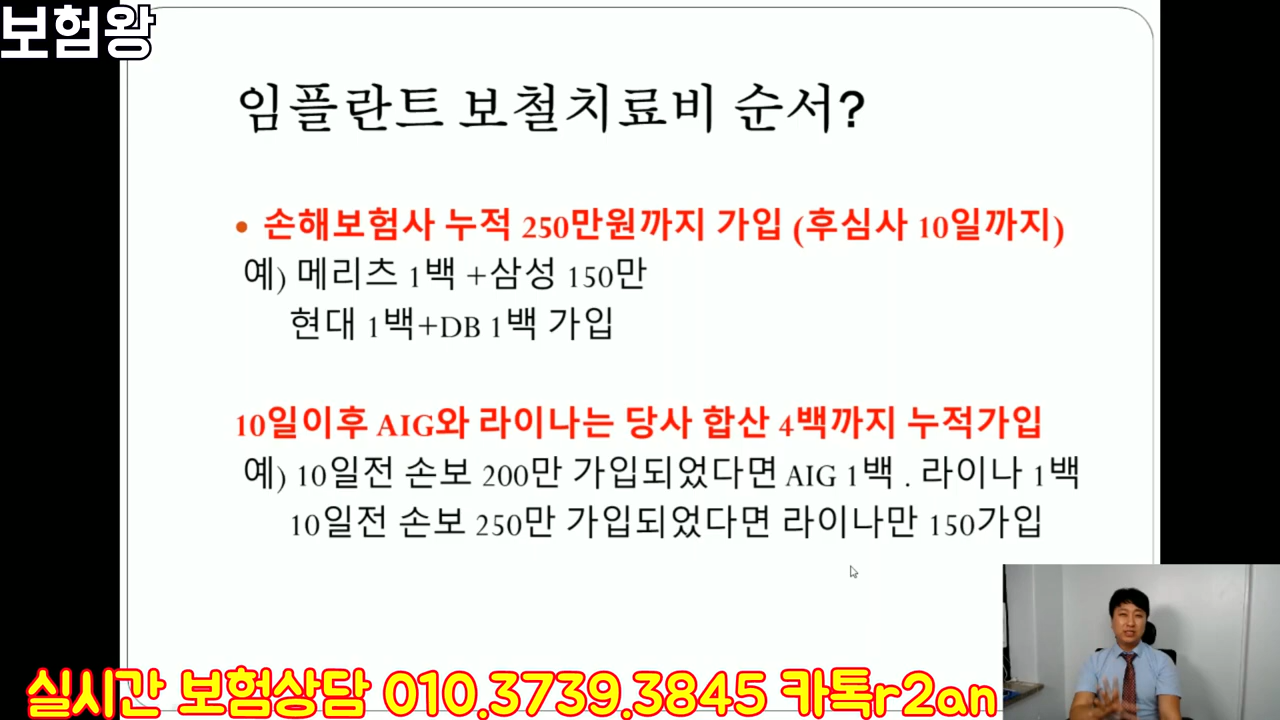 보험왕
임플란트 보철치료비 순서?
• 손해보험사 누적 250만원까지 가입 (후심사 10일까지)
예) 메리츠 1백 +삼성 150만
현대 1백+DB 1백 가입
10일이후 AIG와 라이나는 당사 합산 4백까지 누적가입
예) 10일전 손보 200만 가입되었다면 AIG 1백 . 라이나 1백
10일전 손보 250만 가입되었다면 라이나만 150가입
실시간 보험상담 010.3739.3845 카톡r2an